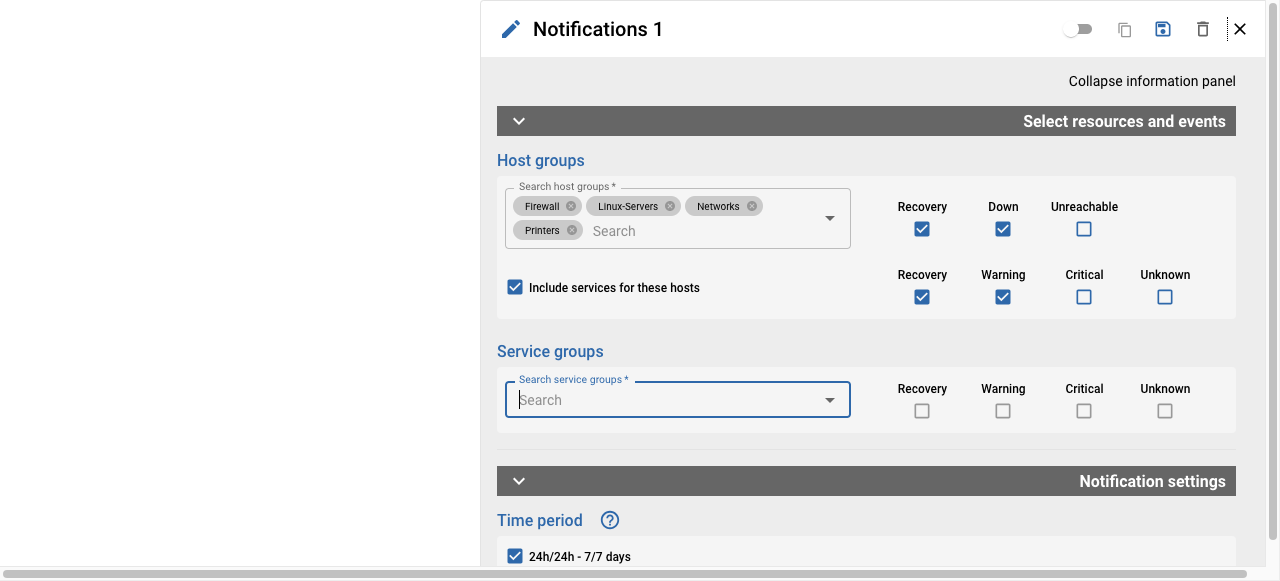 Notifications 1
Collapse information panel
Select resources and events
Host groups
Search host groups *
Firewall Linux-Servers Networks
Printers Search
Recovery Down Unreachable
Include services for these hosts
Recovery Warning Critical Unknown
Service groups
Search service groups *
Search
Recovery Warning Critical Unknown
Notification settings
Time period
24h/24h - 7/7 days